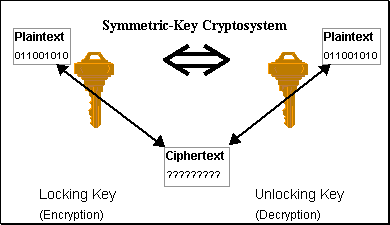 Symmetric-Key Cryptosystem
Plaintext
011001010
Plaintext
011001010
Ciphertext
?????????
Locking Key
(Encryption)
Unlocking Key
(Decryption)